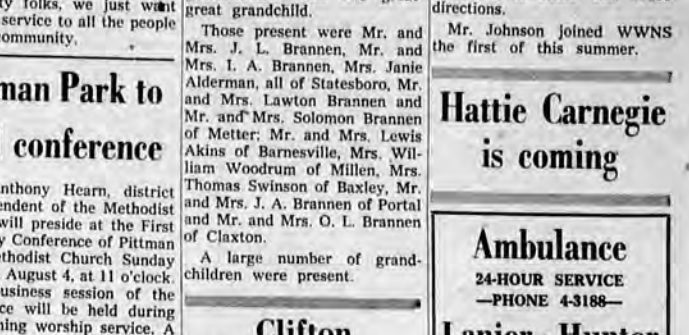 ty folks, we just want
service to all the people
ommunity.
man Park to
conference
nthony Hearn, district
endent of the Methodist
will preside at the First
y Conference of Pittman
thodist Church Sunday
August 4, at 11 o'clock.
usiness session of the
ce will be held during
ning worship service. A
great grandchild.
Those present were Mr. and
Mrs. J. L. Brannen, Mr. and
Mrs. I. A. Brannen, Mrs. Janie
Alderman, all of Statesboro, Mr.
and Mrs. Lawton Brannen and
Mr. and Mrs. Solomon Brannen
of Metter; Mr. and Mrs. Lewis
Akins of Barnesville, Mrs. Wil-
liam Woodrum of Millen, Mrs.
Thomas Swinson of Baxley, Mr.
and Mrs. J. A. Brannen of Portal
and Mr. and Mrs. O. L. Brannen
of Claxton.
A large number of grand-
children were present.
Clifton
directions.
Mr. Johnson joined WWNS
the first of this summer.
Hattie Carnegie
is coming
Ambulance
24-HOUR SERVICE
—PHONE 4-3188—
Lanier - Hunter